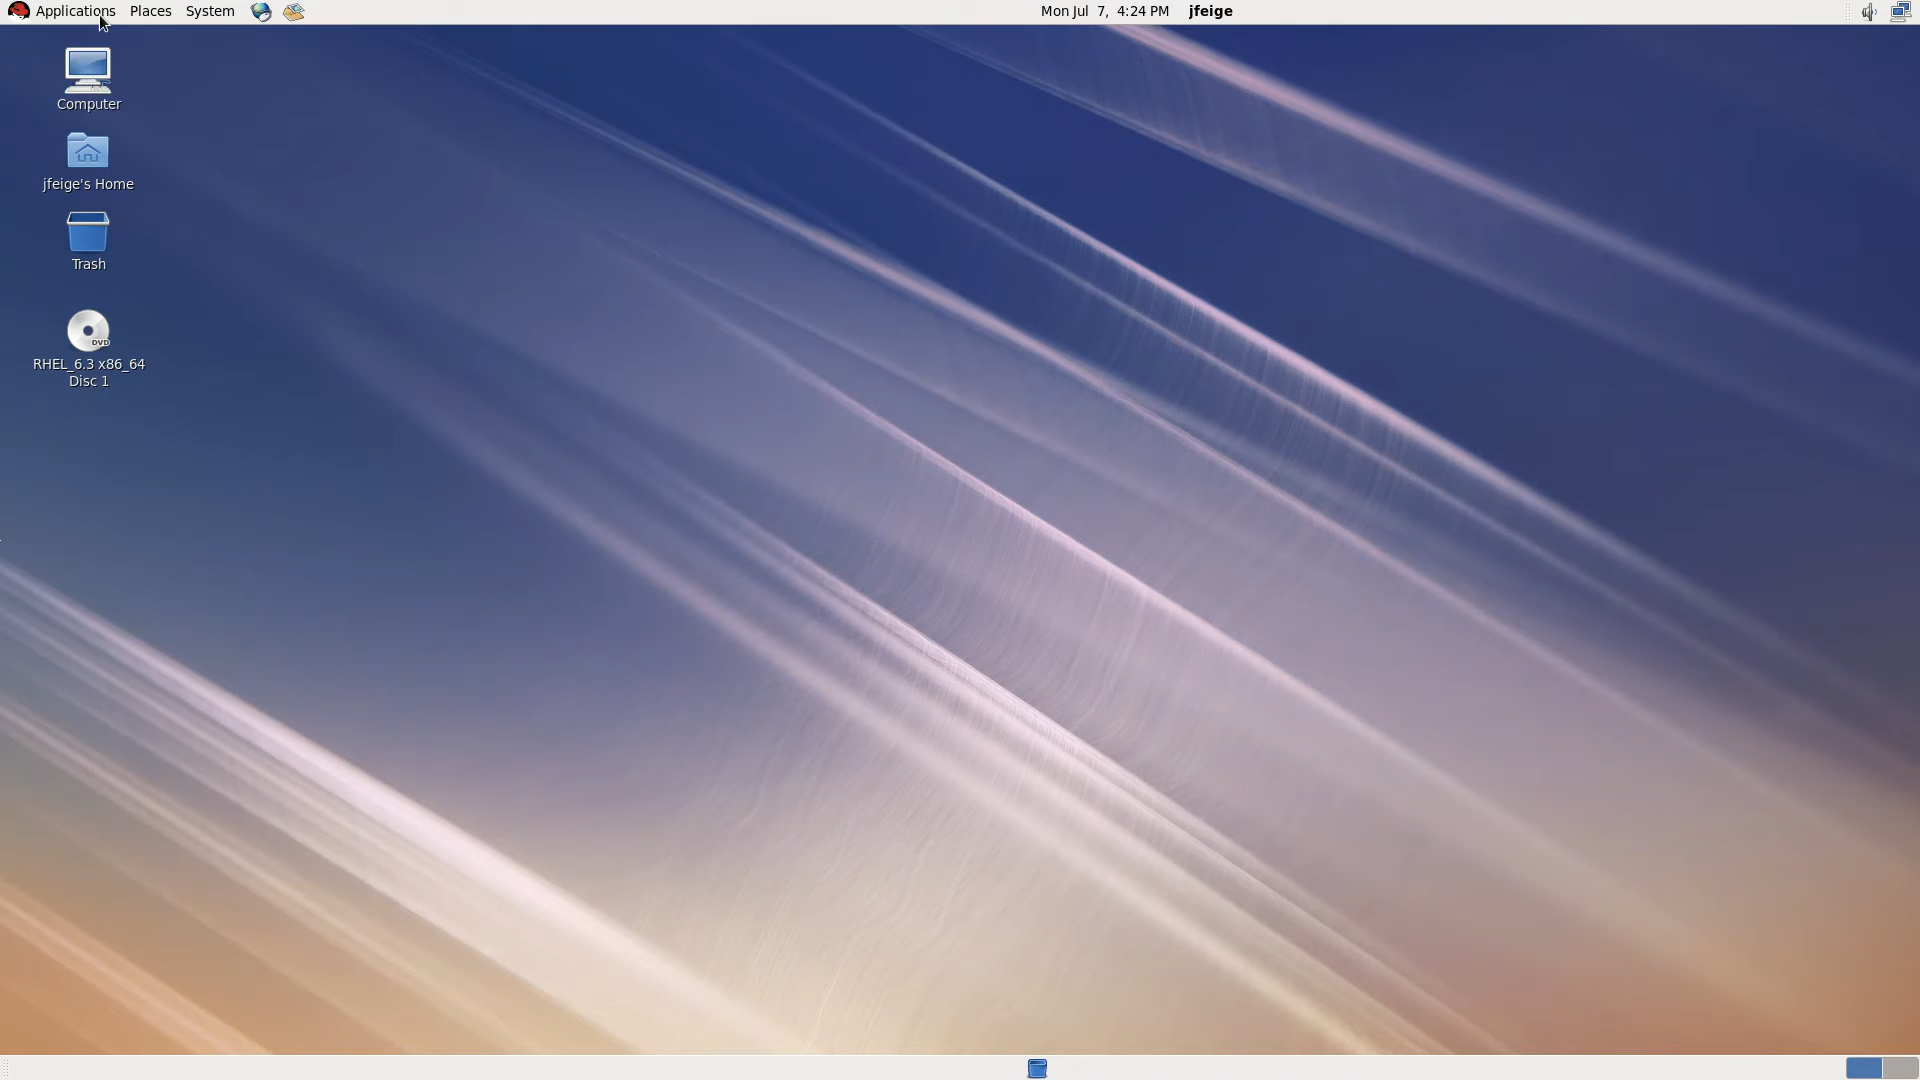 Applications Places System Mon Jul 7, 4:24 PM jfeige
Computer
jfeige's Home
Trash
DVD
RHEL_6.3 x86_64
Disc 1